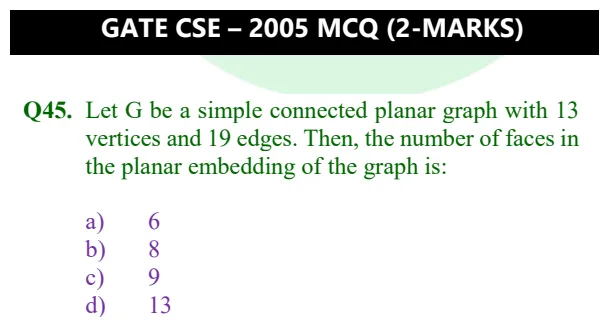 GATE CSE – 2005 MCQ (2-MARKS)
Q45. Let G be a simple connected planar graph with 13
vertices and 19 edges. Then, the number of faces in
the planar embedding of the graph is:
a) 6
b) 8
c) 9
d) 13